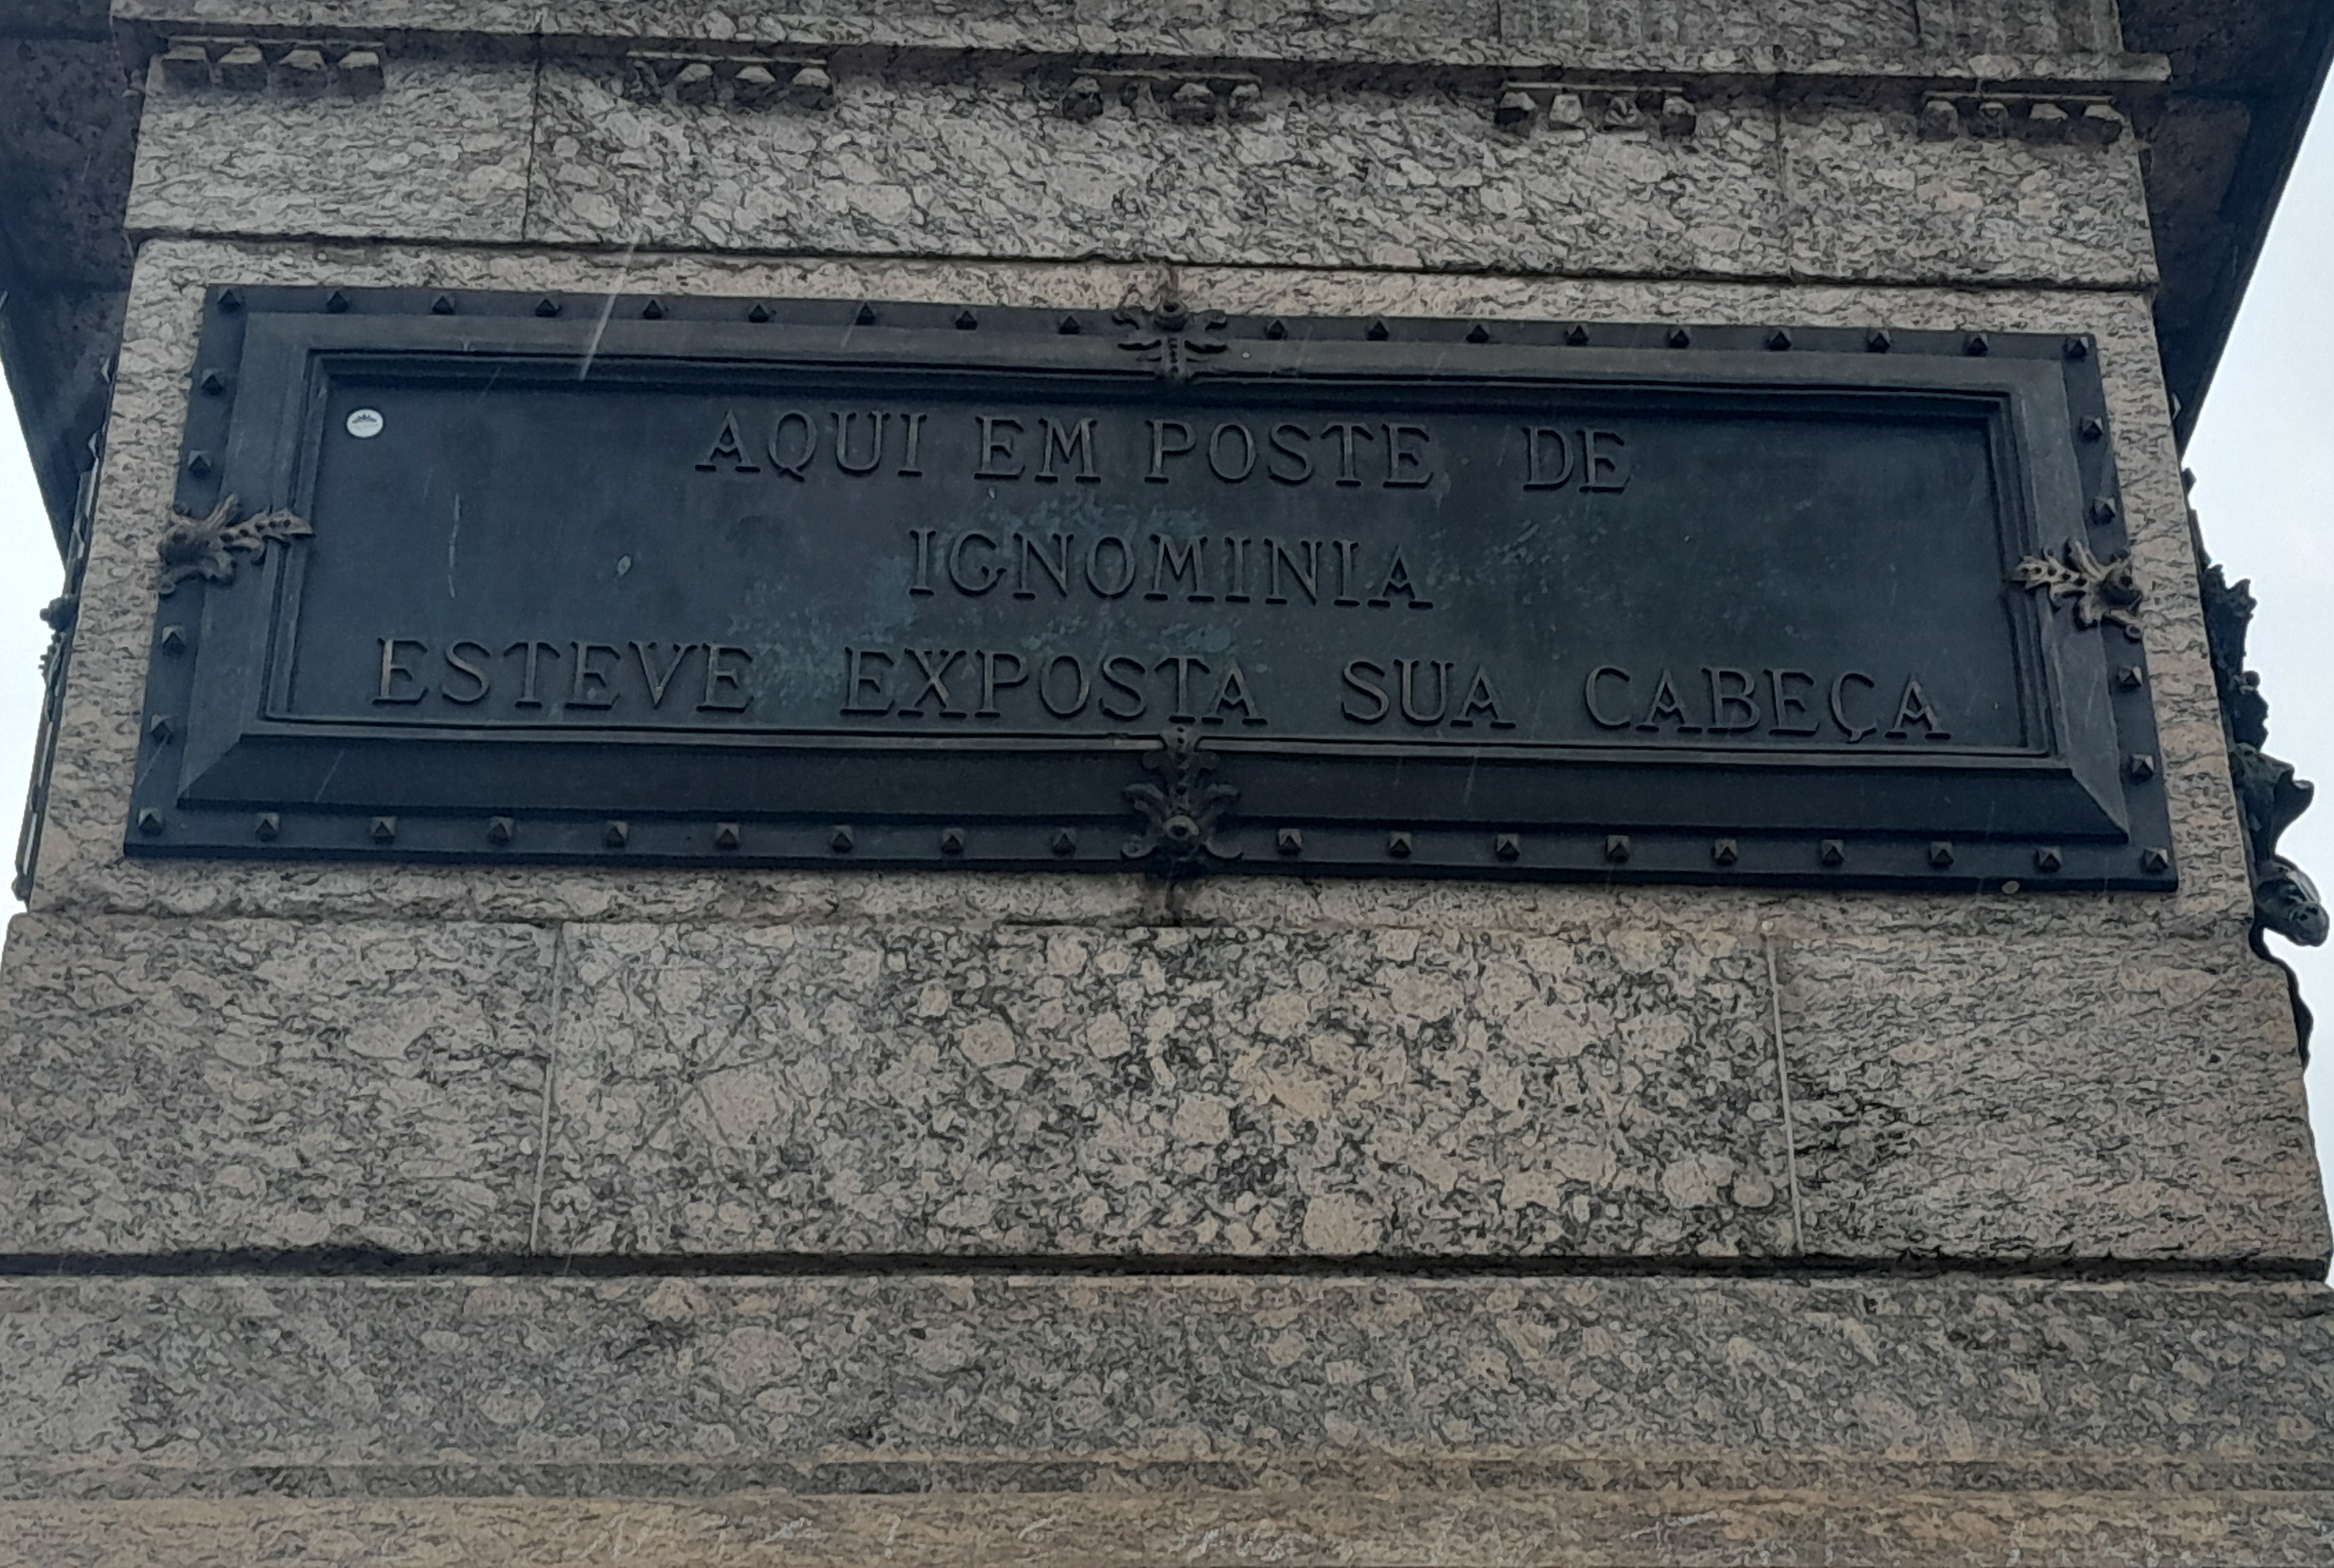 AQUI EM POSTE DE
IGNOMINIA
ESTEVE EXPOSTA SUA CABEÇA